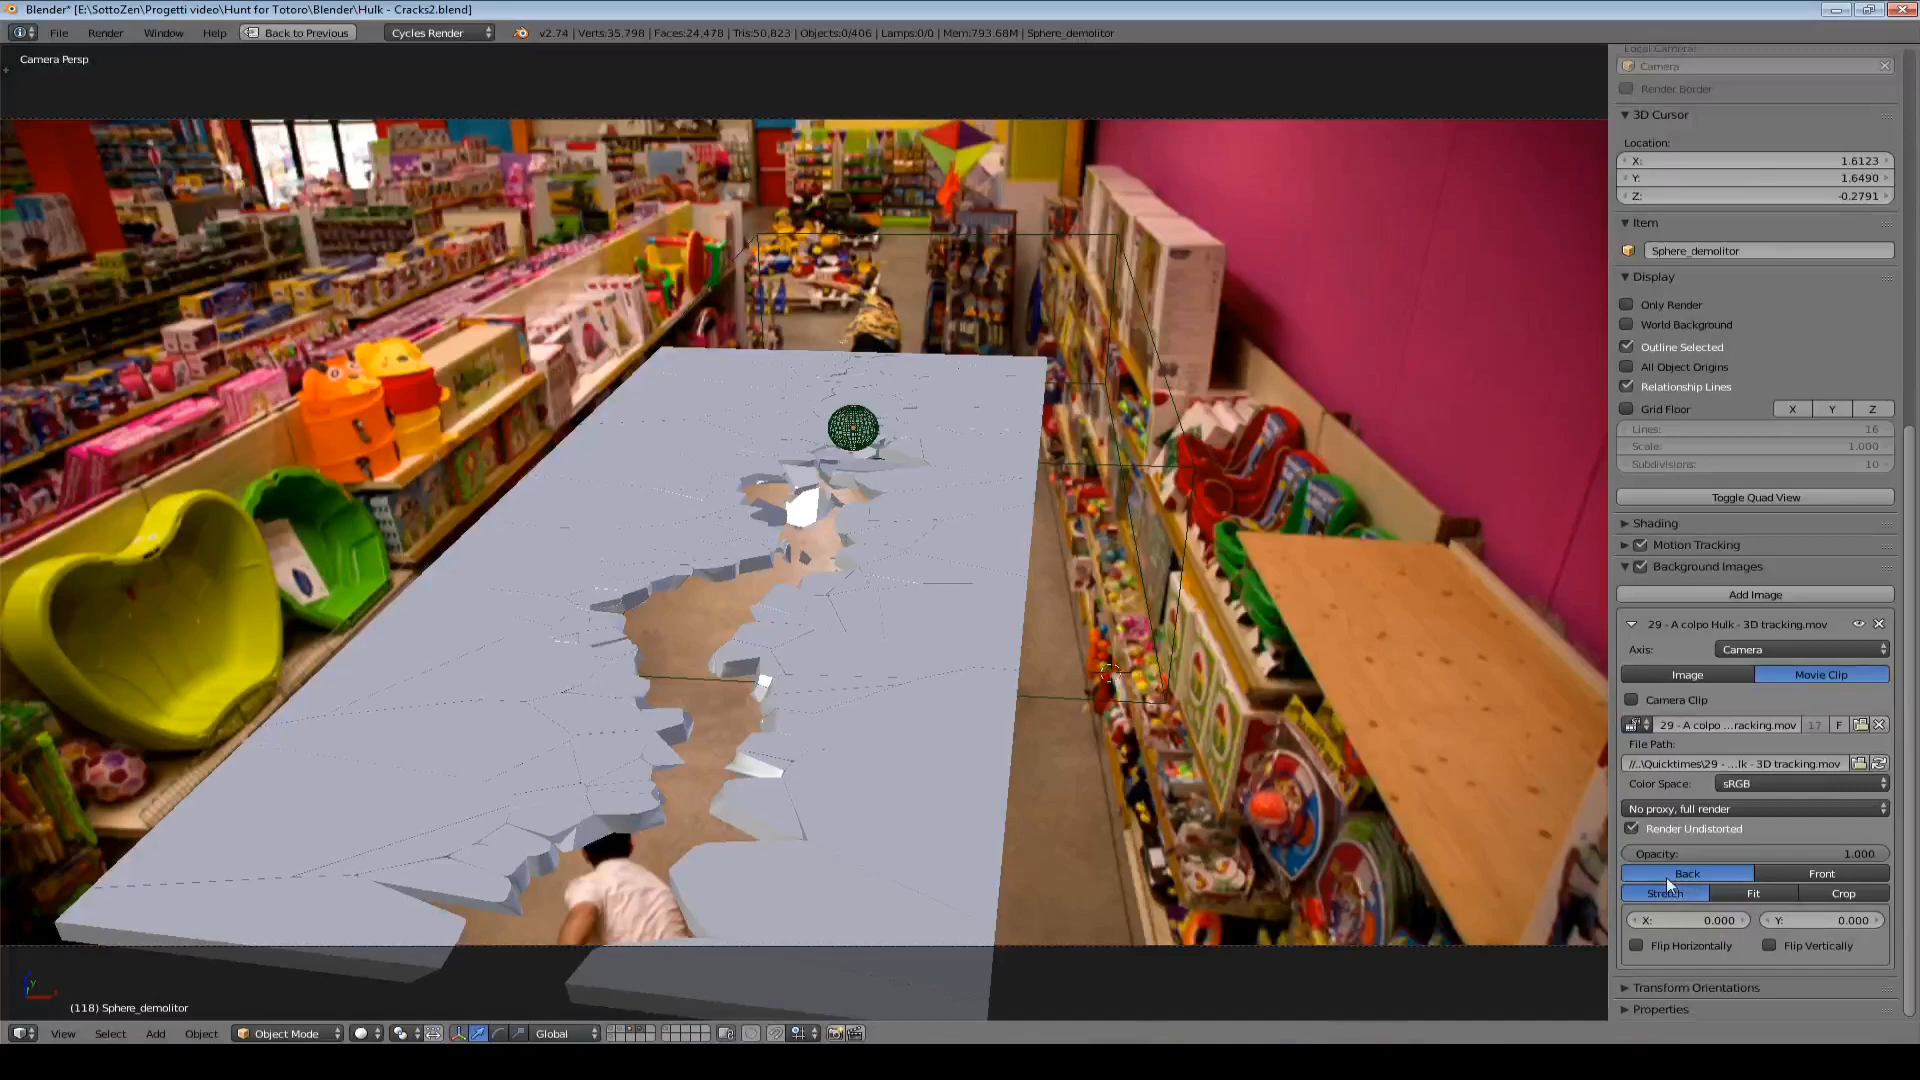 Blender* [E:\SottoZen\Progetti video\Hunt for Totoro\Blender\Hulk - Cracks2.blend]
File Render Window Help Back to Previous Cycles Render v2.74 | Verts:35,798 | Faces:24,478 | Tris:50,823 | Objects:0/406 | Lamps:0/0 | Mem:793.68M | Sphere_demolitor
Camera Persp
Local Camera:
Camera
Render Border
3D Cursor
Location:
X: 1.6123
Y: 1.6490
Z: -0.2791
Item
Sphere_demolitor
Display
Only Render
World Background
Outline Selected
All Object Origins
Relationship Lines
Grid Floor X Y Z
Lines: 16
Scale: 1.000
Subdivisions: 10
Toggle Quad View
Shading
Motion Tracking
Background Images
Add Image
29 - A colpo Hulk - 3D tracking.mov
Axis: Camera
Image Movie Clip
Camera Clip
29 - A colpo ...racking.mov 17 F
File Path:
//..\Quicktimes\29 - ...lk - 3D tracking.mov
Color Space: sRGB
No proxy, full render
Render Undistorted
Opacity: 1.000
Back Front
Stretch Fit Crop
X: 0.000 Y: 0.000
Flip Horizontally Flip Vertically
Transform Orientations
Properties
y
(118) Sphere_demolitor
View Select Add Object Object Mode Global